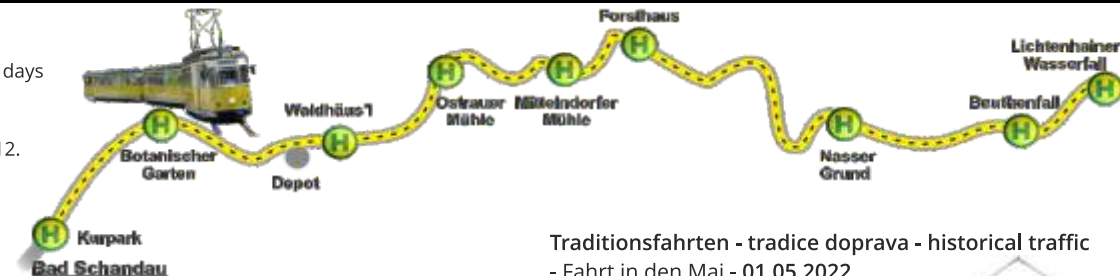 days
12.
Forsthaus
Lichtenhainer
Wasserfall
Waldhäus'l
Ostrauer
Mühle
Mittelndorfer
Mühle
Beuthenfall
Botanischer
Garten
Depot
Nasser
Grund
Kurpark
Bad Schandau
Traditionsfahrten - tradice doprava - historical traffic
- Fahrt in den Mai - 01.05.2022
H
H
H
H
H
H
H
H
H